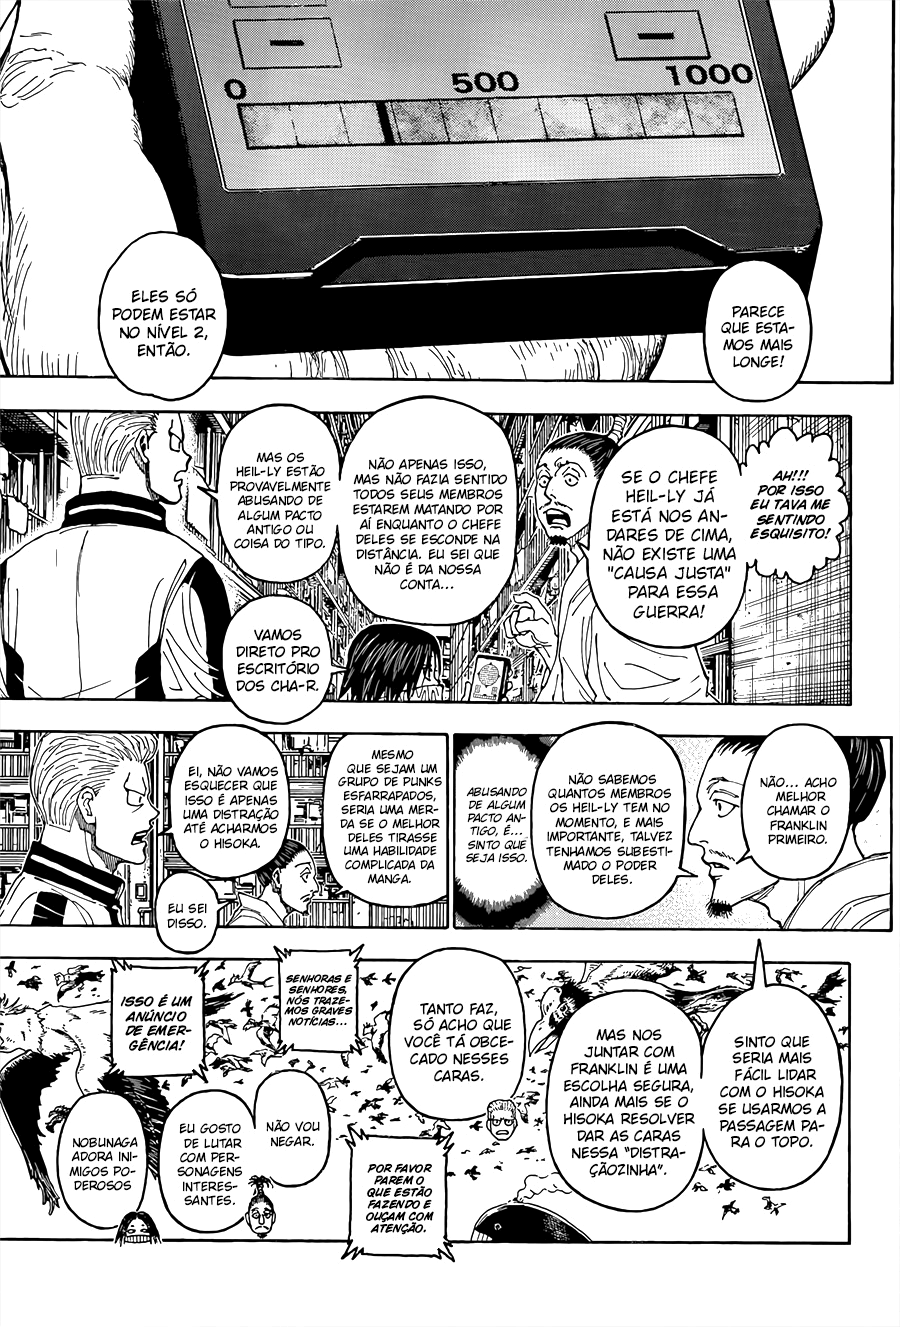 0
500
1000
PARECE
QUE ESTA-
MOS MAIS
LONGE!
ELES SÓ
PODEM ESTAR
NO NÍVEL 2,
ENTÃO.
AH!!!
POR ISSO
EU TAVA ME
SENTINDO
ESQUISITO!
SE O CHEFE
HEIL-LY JÁ
ESTÁ NOS AN-
DARES DE CIMA,
NÃO EXISTE UMA
"CAUSA JUSTA"
PARA ESSA
GUERRA!
NÃO APENAS ISSO,
MAS NÃO FAZIA SENTIDO
TODOS SEUS MEMBROS
ESTAREM MATANDO POR
AÍ ENQUANTO O CHEFE
DELES SE ESCONDE NA
DISTÂNCIA. EU SEI QUE
NÃO É DA NOSSA
CONTA...
MAS OS
HEIL-LY ESTÃO
PROVAVELMENTE
ABUSANDO DE
ALGUM PACTO
ANTIGO OU
COISA DO TIPO.
VAMOS
DIRETO PRO
ESCRITÓRIO
DOS CHA-R.
NÃO... ACHO
MELHOR
CHAMAR O
FRANKLIN
PRIMEIRO.
NÃO SABEMOS
QUANTOS MEMBROS
OS HEIL-LY TEM NO
MOMENTO, E MAIS
IMPORTANTE, TALVEZ
TENHAMOS SUBESTI-
MADO O PODER
DELES.
ABUSANDO
DE ALGUM
PACTO AN-
TIGO, É...
SINTO QUE
SEJA ISSO.
MESMO
QUE SEJAM UM
GRUPO DE PUNKS
ESFARRAPADOS,
SERIA UMA MER-
DA SE O MELHOR
DELES TIRASSE
UMA HABILIDADE
COMPLICADA DA
MANGA.
EI, NÃO VAMOS
ESQUECER QUE
ISSO É APENAS
UMA DISTRAÇÃO
ATÉ ACHARMOS
O HISOKA.
EU SEI
DISSO.
SINTO QUE
SERIA MAIS
FÁCIL LIDAR
COM O HISOKA
SE USARMOS A
PASSAGEM PA-
RA O TOPO.
MAS NOS
JUNTAR COM
FRANKLIN É UMA
ESCOLHA SEGURA,
AINDA MAIS SE O
HISOKA RESOLVER
DAR AS CARAS
NESSA "DISTRA-
ÇÃOZINHA".
TANTO FAZ,
SÓ ACHO QUE
VOCÊ TÁ OBCE-
CADO NESSES
CARAS.
SENHORAS E
SENHORES,
NÓS TRAZE-
MOS GRAVES
NOTÍCIAS...
ISSO É UM
ANÚNCIO
DE EMER-
GÊNCIA!
NÃO VOU
NEGAR.
EU GOSTO
DE LUTAR
COM PER-
SONAGENS
INTERES-
SANTES.
NOBUNAGA
ADORA INI-
MIGOS PO-
DEROSOS
POR FAVOR
PAREM O
QUE ESTÃO
FAZENDO E
OUÇAM COM
ATENÇÃO.